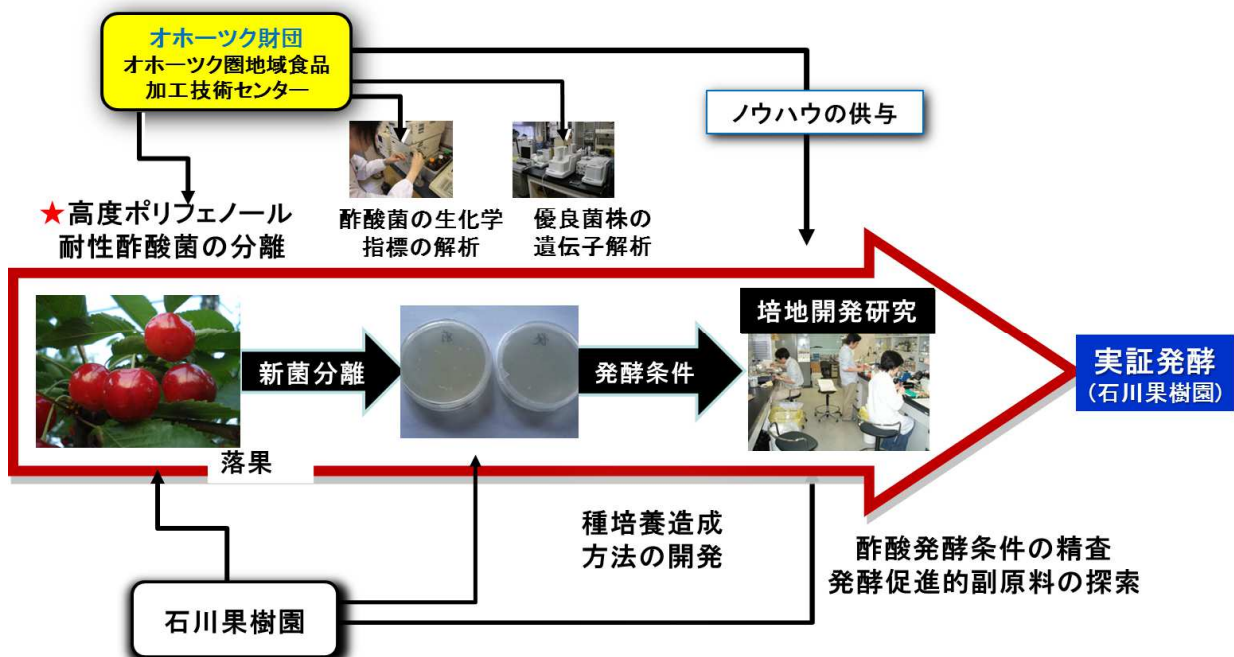 オホーツク財団
オホーツク圏地域食品
加工技術センター
ノウハウの供与
★高度ポリフェノール
耐性酢酸菌の分離
酢酸菌の生化学
指標の解析
優良菌株の
遺伝子解析
培地開発研究
新菌分離
発酵条件
実証発酵
(石川果樹園)
落果
種培養造成
方法の開発
酢酸発酵条件の精査
発酵促進的副原料の探索
石川果樹園